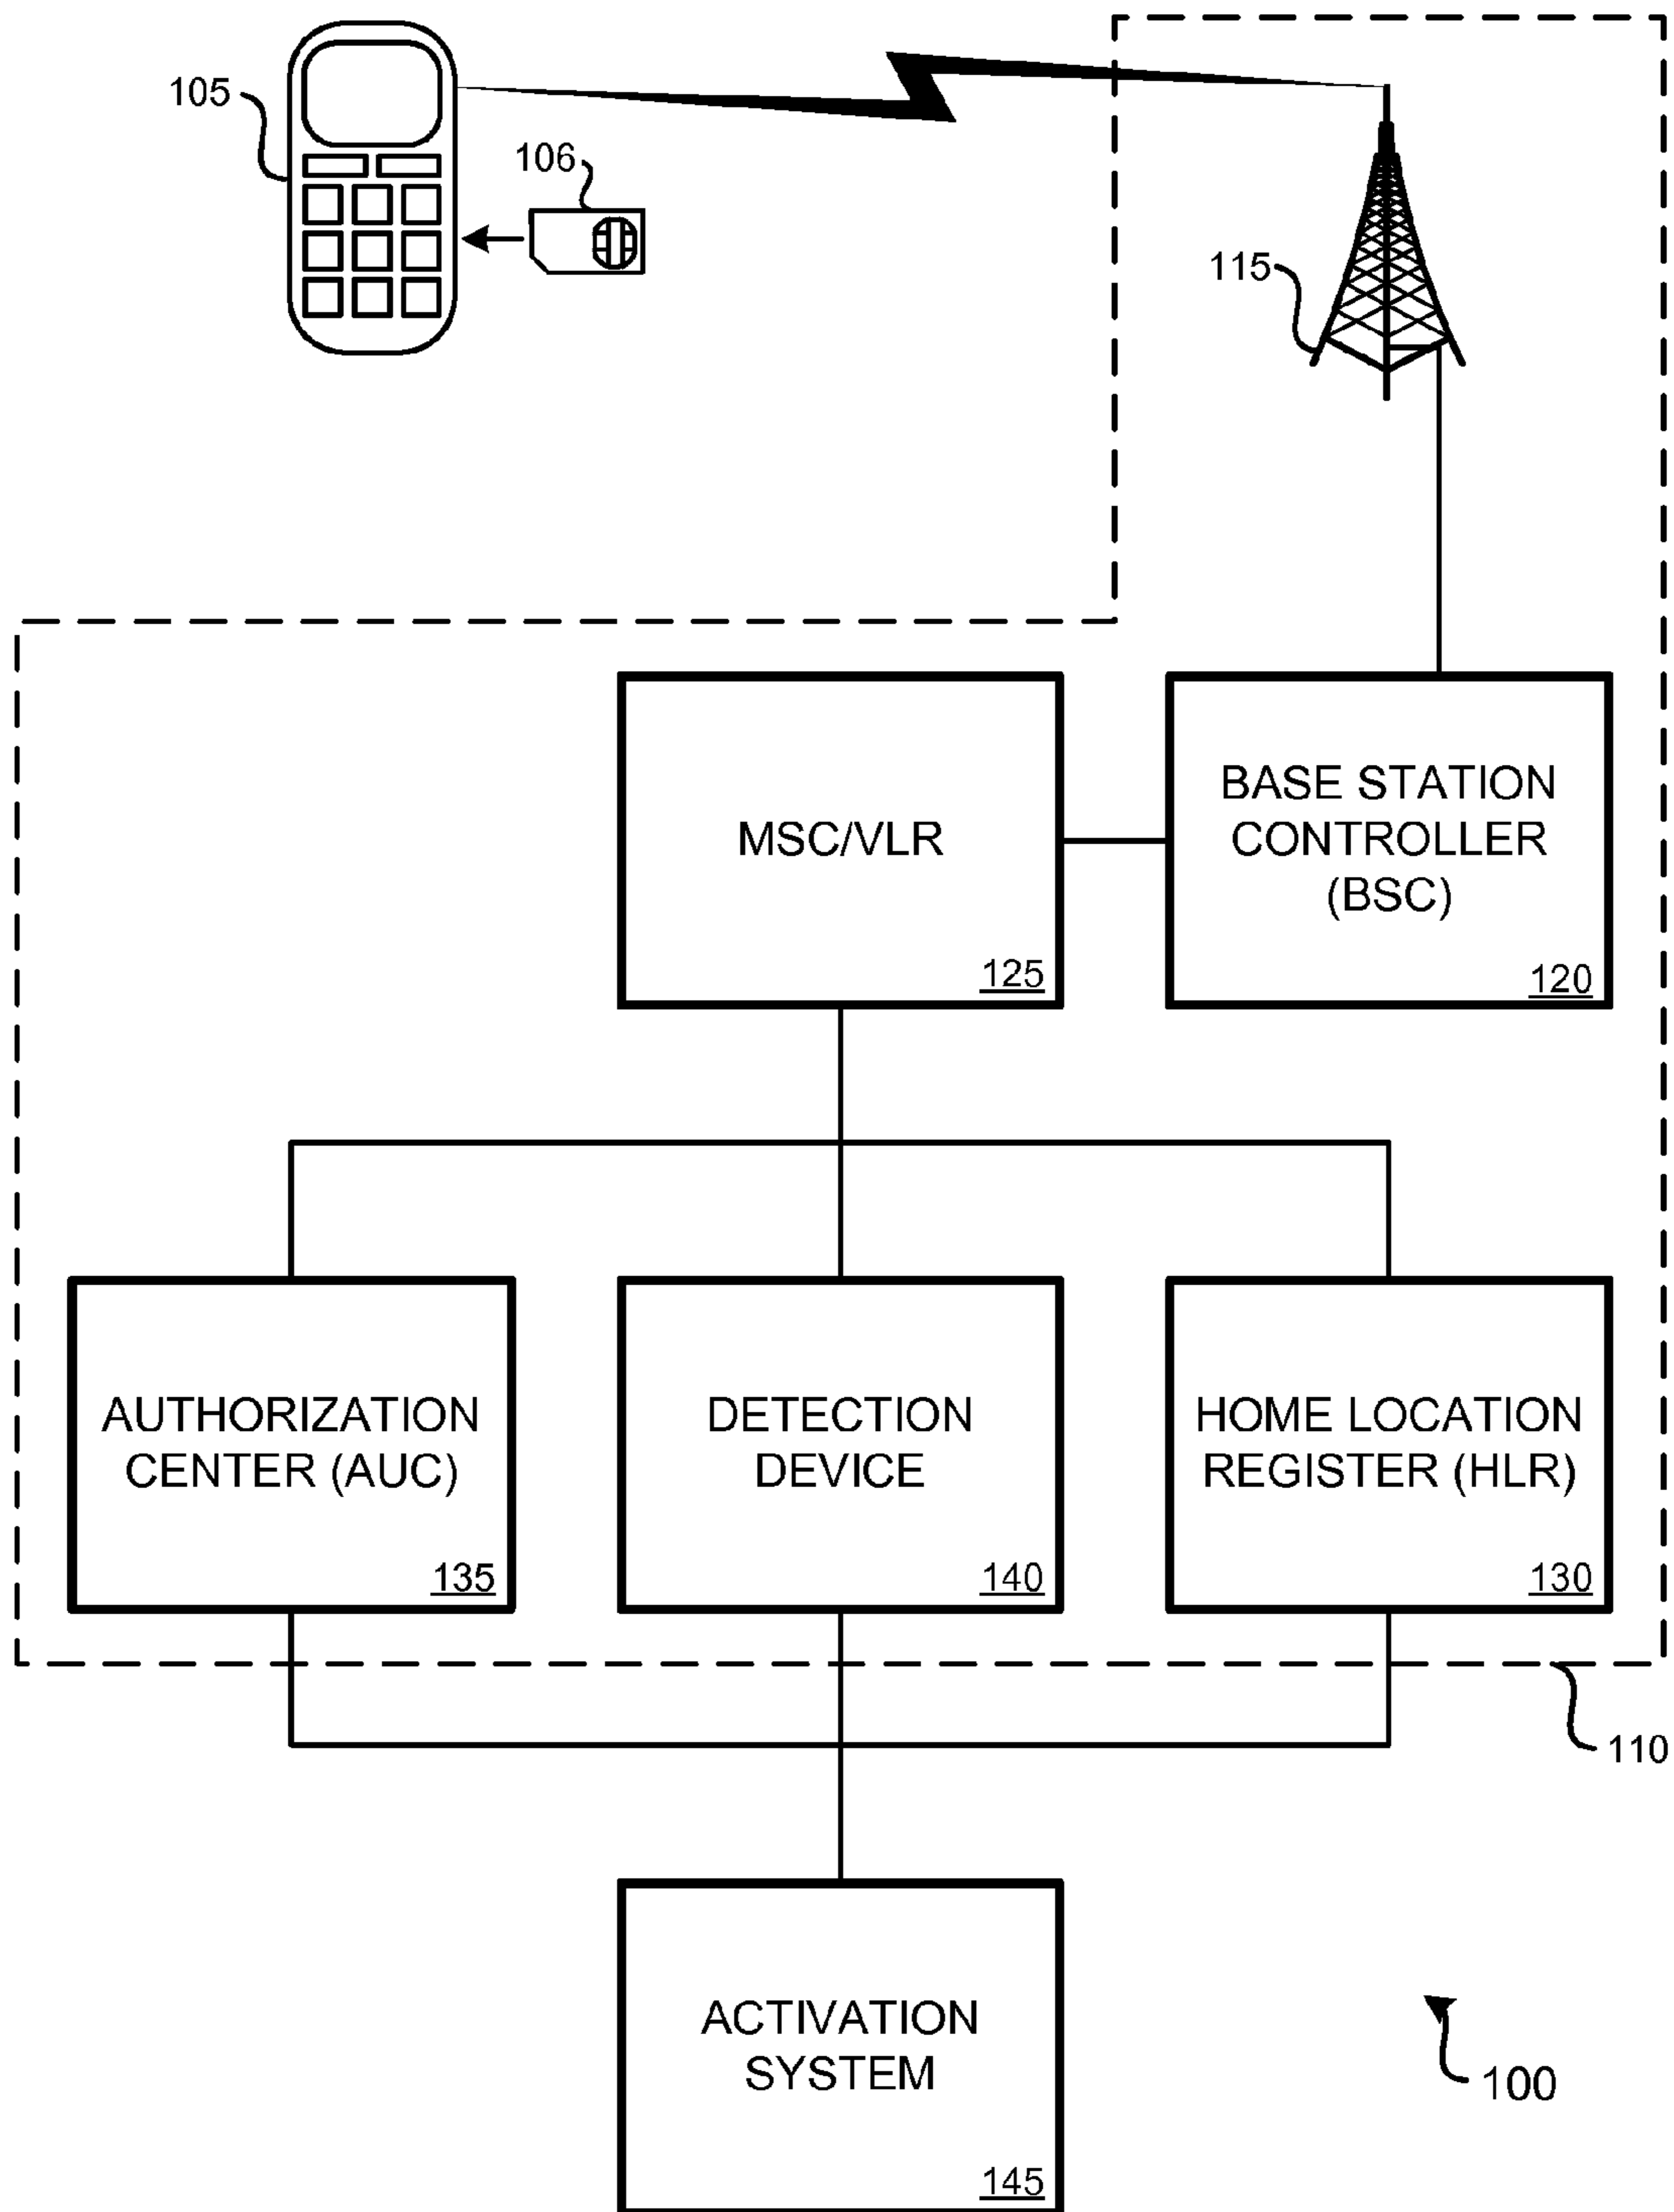 105
106
115
MSC/VLR
125
BASE STATION
CONTROLLER
(BSC)
120
AUTHORIZATION
CENTER (AUC)
135
DETECTION
DEVICE
140
HOME LOCATION
REGISTER (HLR)
130
110
ACTIVATION
SYSTEM
145
100